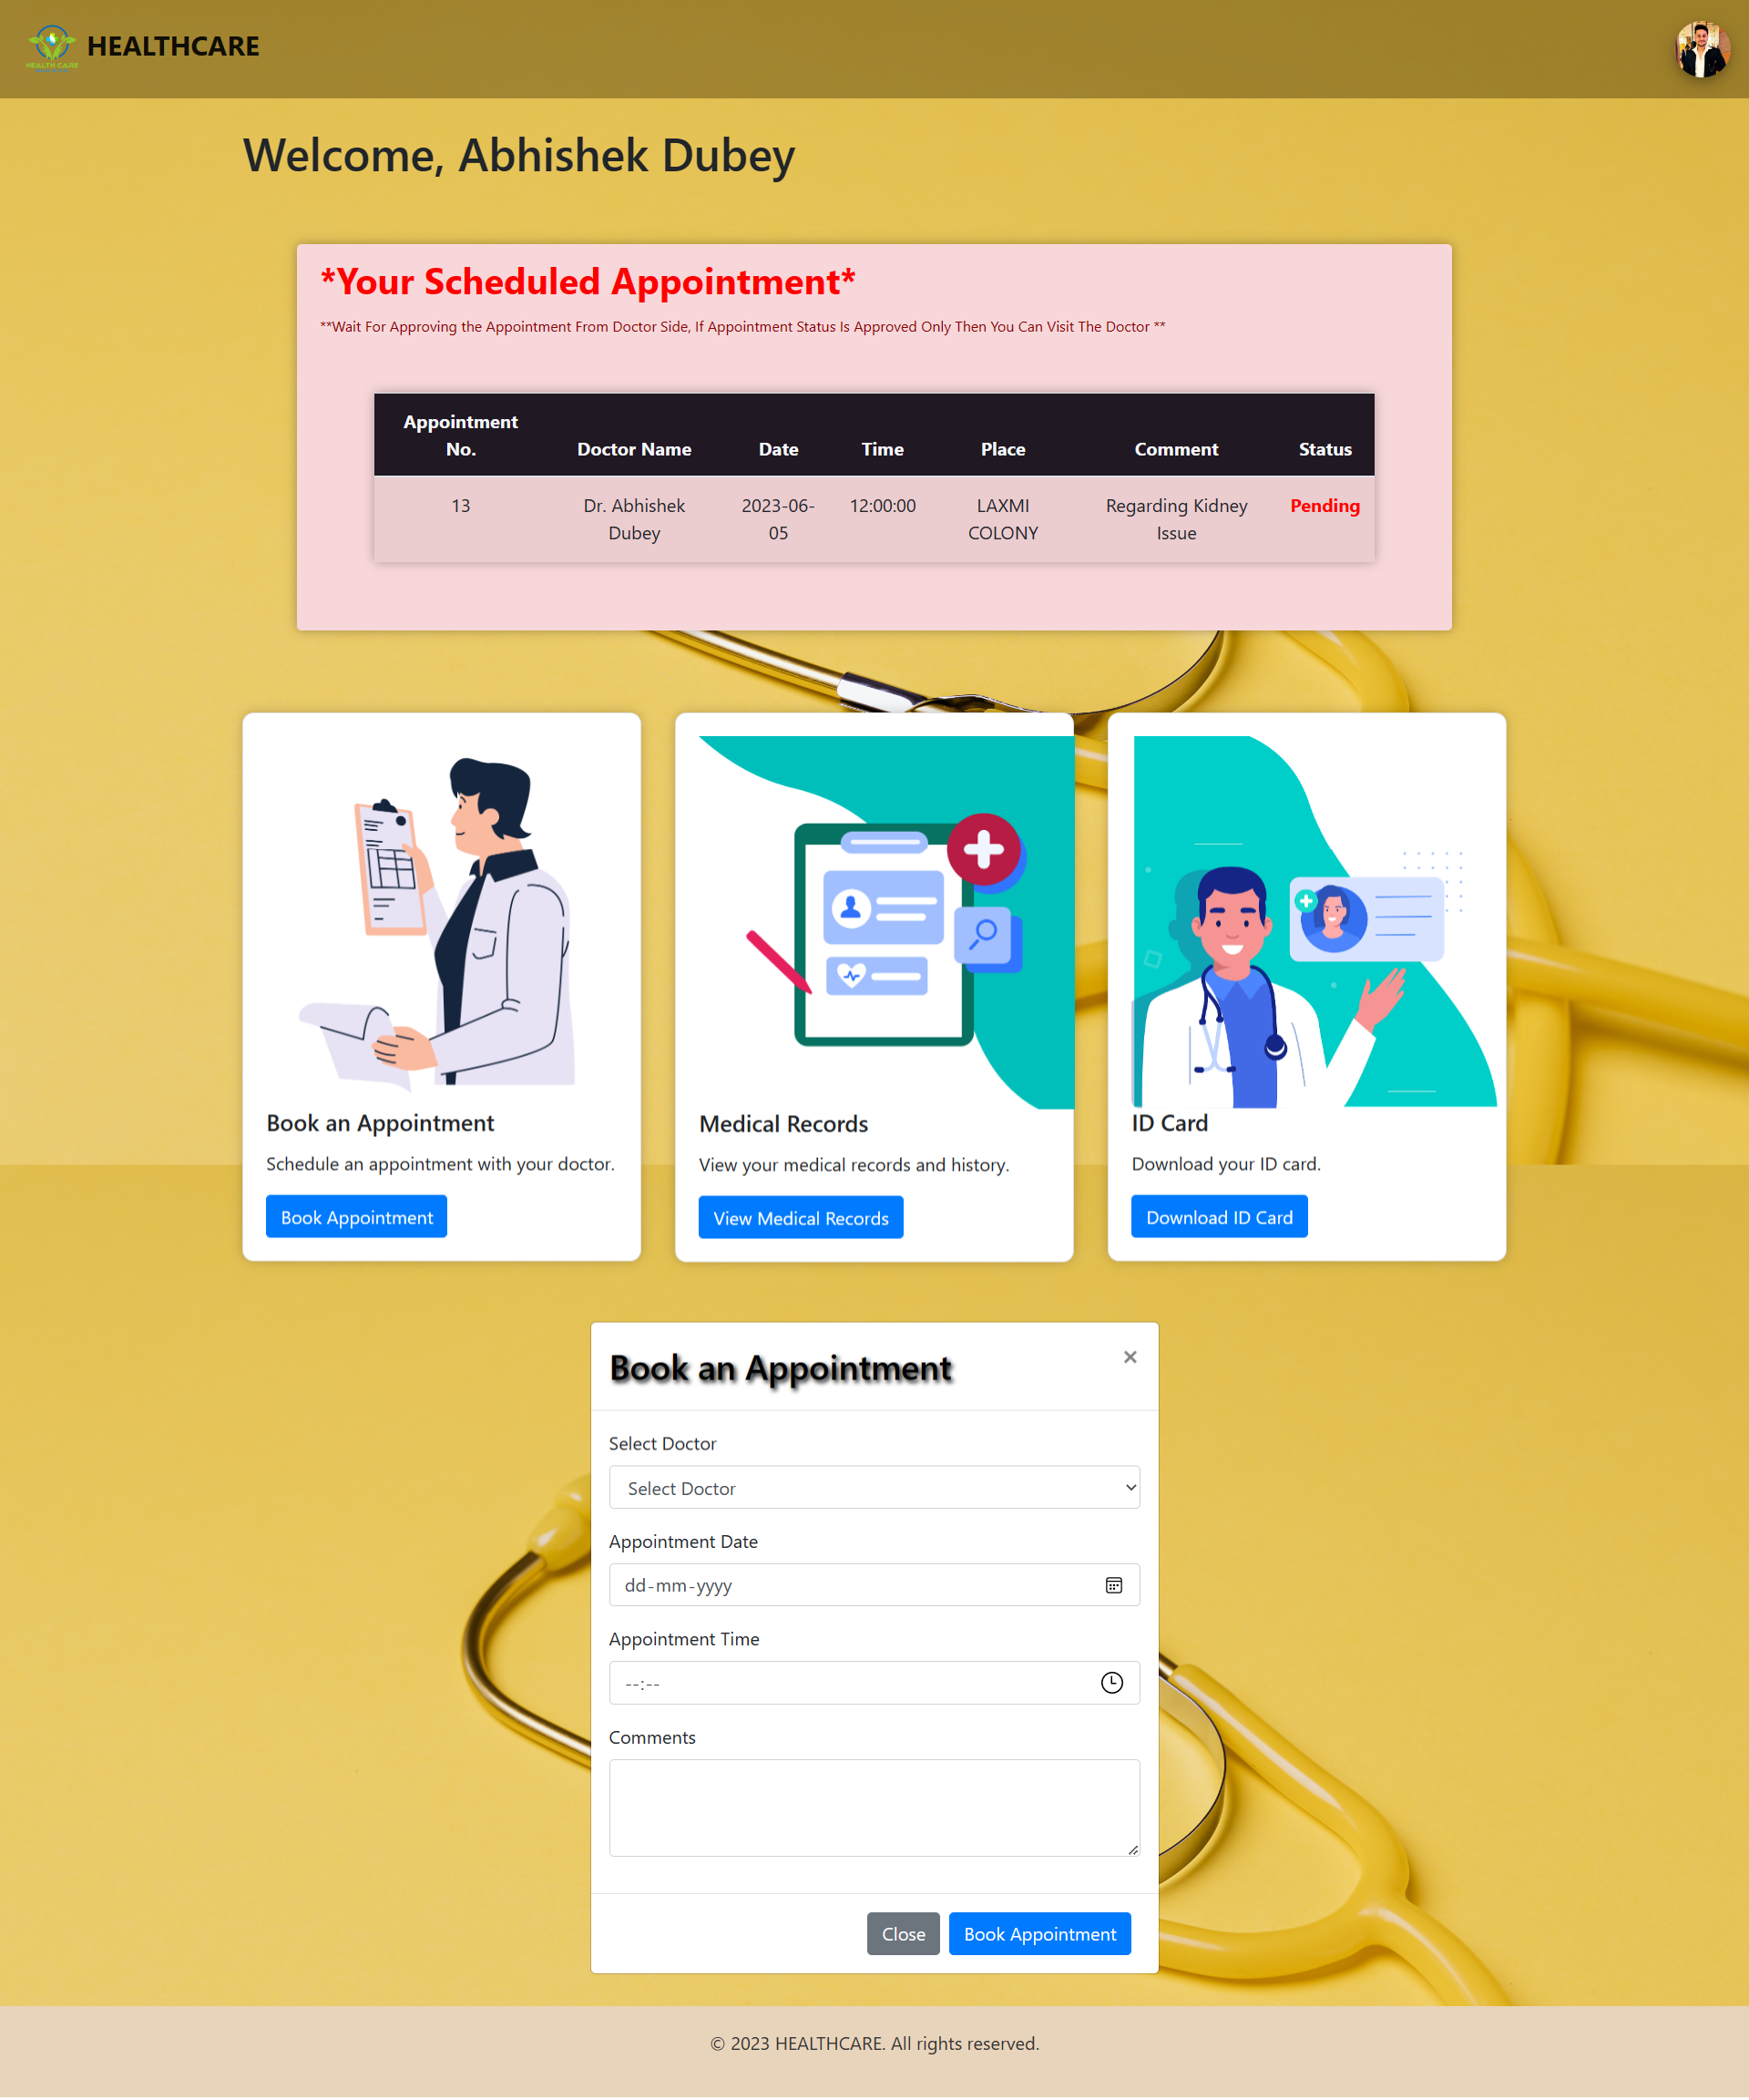 HEALTH CARE
HEALTHCARE
Welcome, Abhishek Dubey
*Your Scheduled Appointment*
**Wait For Approving the Appointment From Doctor Side, If Appointment Status Is Approved Only Then You Can Visit The Doctor **
Appointment
No. Doctor Name Date Time Place Comment Status
13 Dr. Abhishek 2023-06- 12:00:00 LAXMI Regarding Kidney Pending
Dubey 05 COLONY Issue
Book an Appointment
Schedule an appointment with your doctor.
Book Appointment
Medical Records
View your medical records and history.
View Medical Records
ID Card
Download your ID card.
Download ID Card
Book an Appointment ×
Select Doctor
Select Doctor
Appointment Date
dd-mm-yyyy
Appointment Time
--:--
Comments
Close Book Appointment
© 2023 HEALTHCARE. All rights reserved.